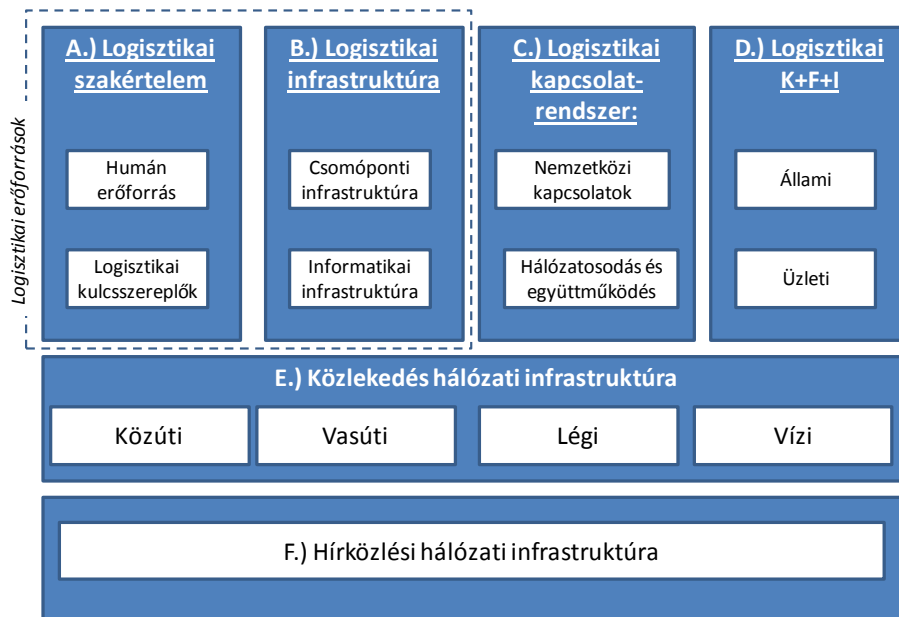 Logisztikai erőforrások
A.) Logisztikai
szakértelem
Humán
erőforrás
Logisztikai
kulcsszereplők
B.) Logisztikai
infrastruktúra
Csomóponti
infrastruktúra
Informatikai
infrastruktúra
C.) Logisztikai
kapcsolat-
rendszer:
Nemzetközi
kapcsolatok
Hálózatosodás és
együttműködés
D.) Logisztikai
K+F+I
Állami
Üzleti
E.) Közlekedés hálózati infrastruktúra
Közúti
Vasúti
Légi
Vízi
F.) Hírközlési hálózati infrastruktúra